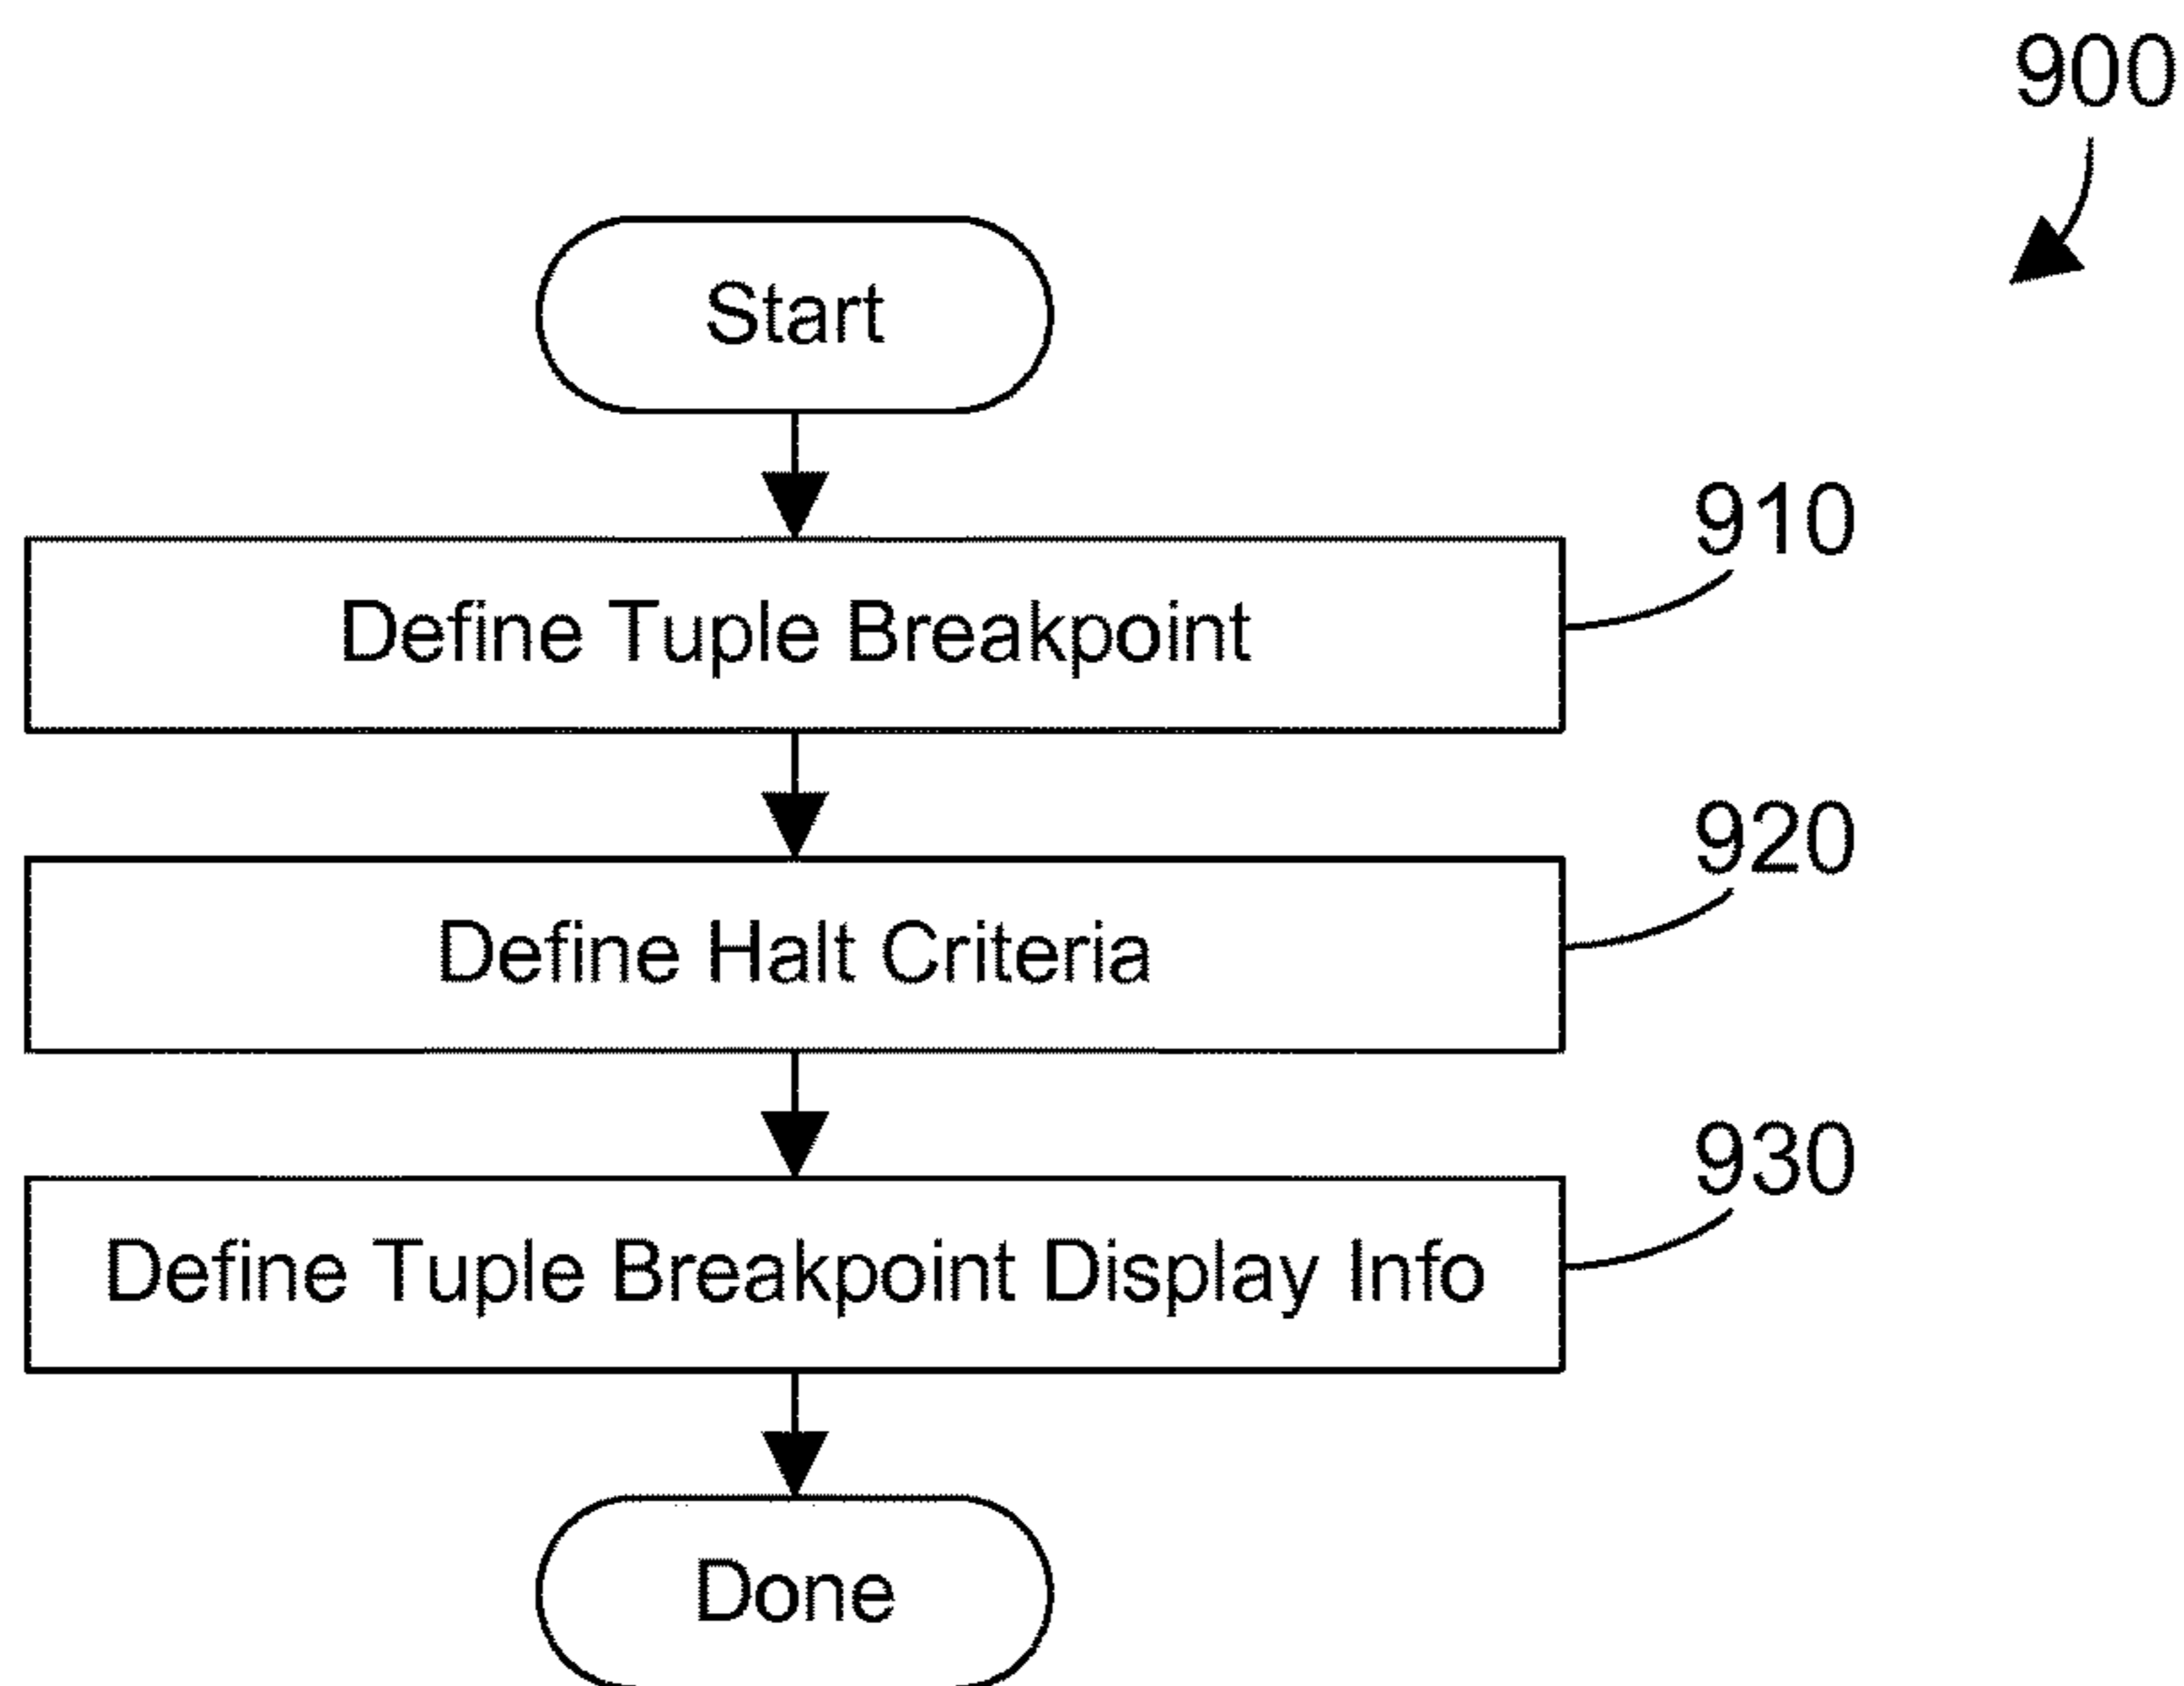 900
Start
910
Define Tuple Breakpoint
920
Define Halt Criteria
930
Define Tuple Breakpoint Display Info
Done